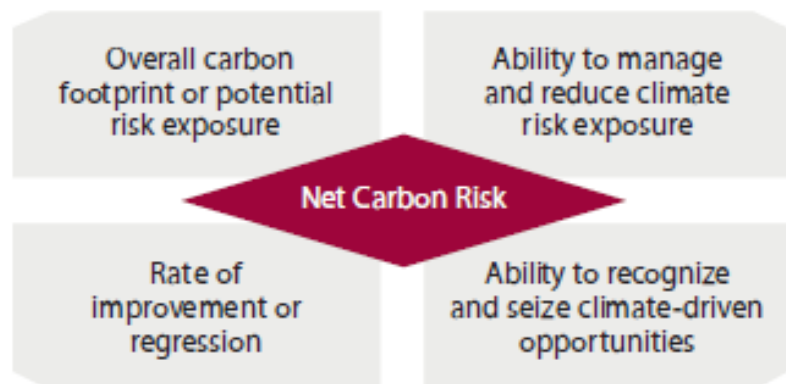 Overall carbon
footprint or potential
risk exposure
Ability to manage
and reduce climate
risk exposure
Net Carbon Risk
Rate of
improvement or
regression
Ability to recognize
and seize climate-driven
opportunities